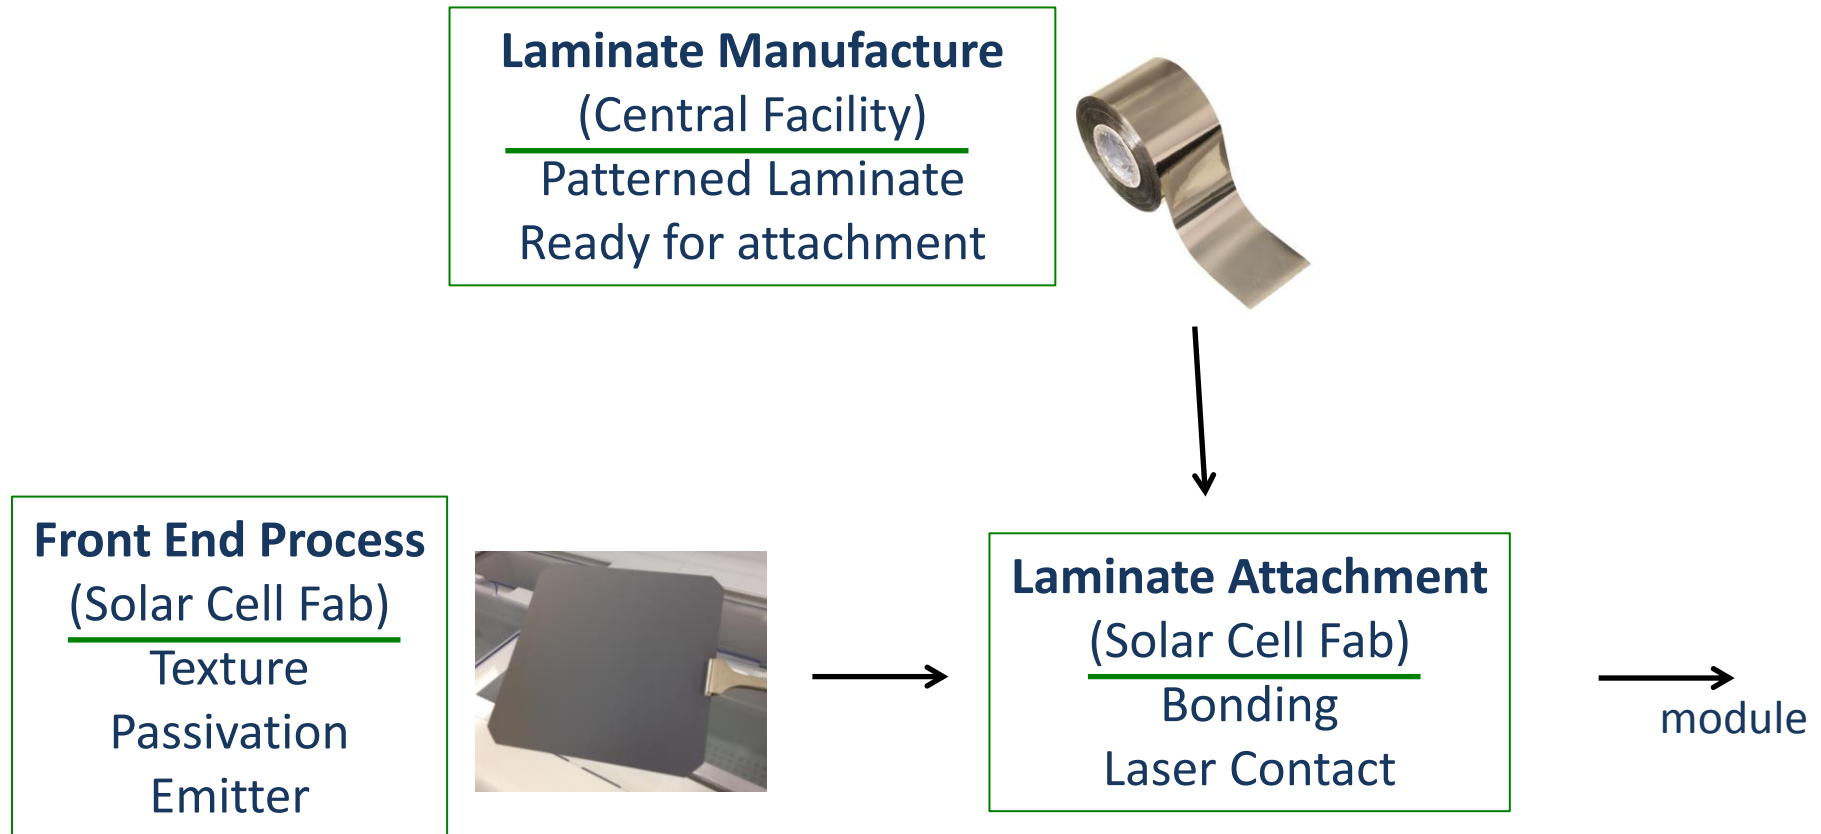 Laminate Manufacture
(Central Facility)
Patterned Laminate
Ready for attachment
Front End Process
(Solar Cell Fab)
Texture
Passivation
Emitter
Laminate Attachment
(Solar Cell Fab)
Bonding
Laser Contact
module